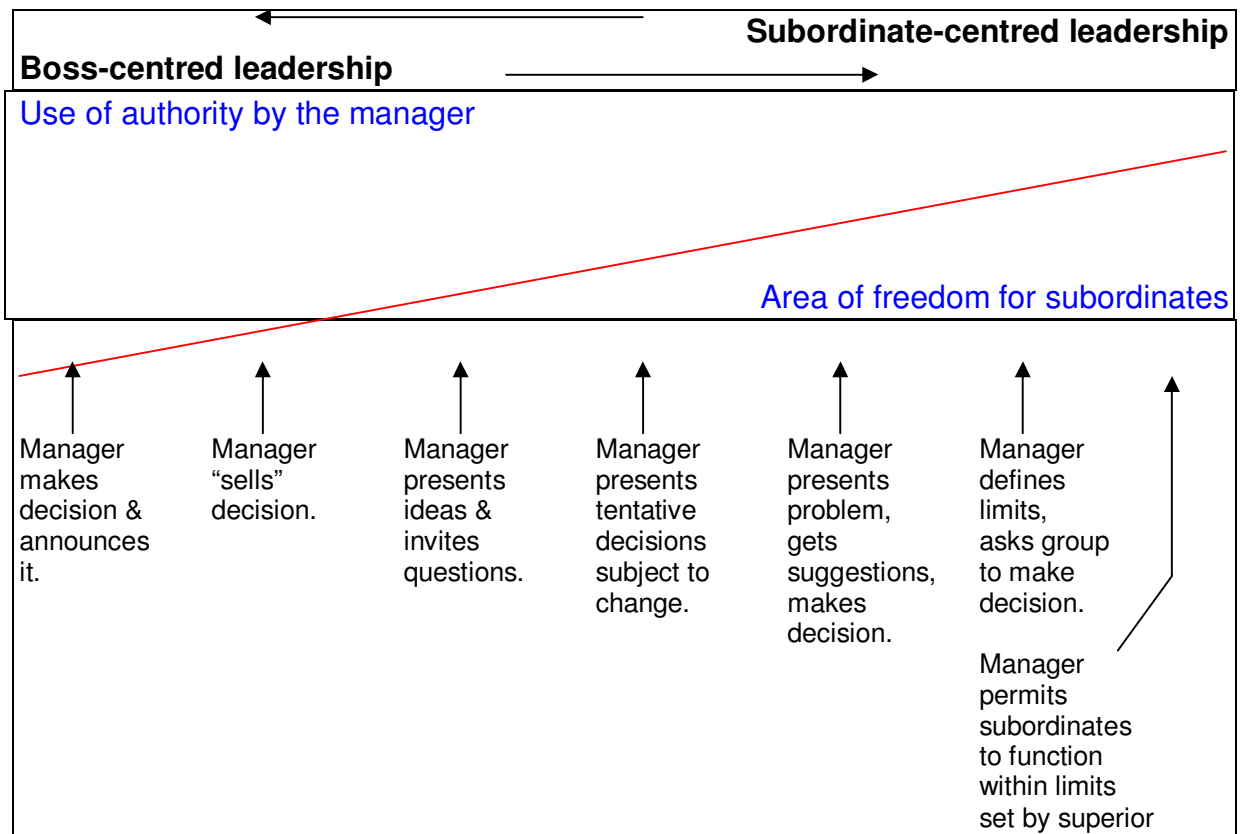 Subordinate-centred leadership
Boss-centred leadership
Use of authority by the manager
Area of freedom for subordinates
Manager
makes
decision &
announces
it.
Manager
“sells”
decision.
Manager
presents
ideas &
invites
questions.
Manager
presents
tentative
decisions
subject to
change.
Manager
presents
problem,
gets
suggestions,
makes
decision.
Manager
defines
limits,
asks group
to make
decision.
Manager
permits
subordinates
to function
within limits
set by superior